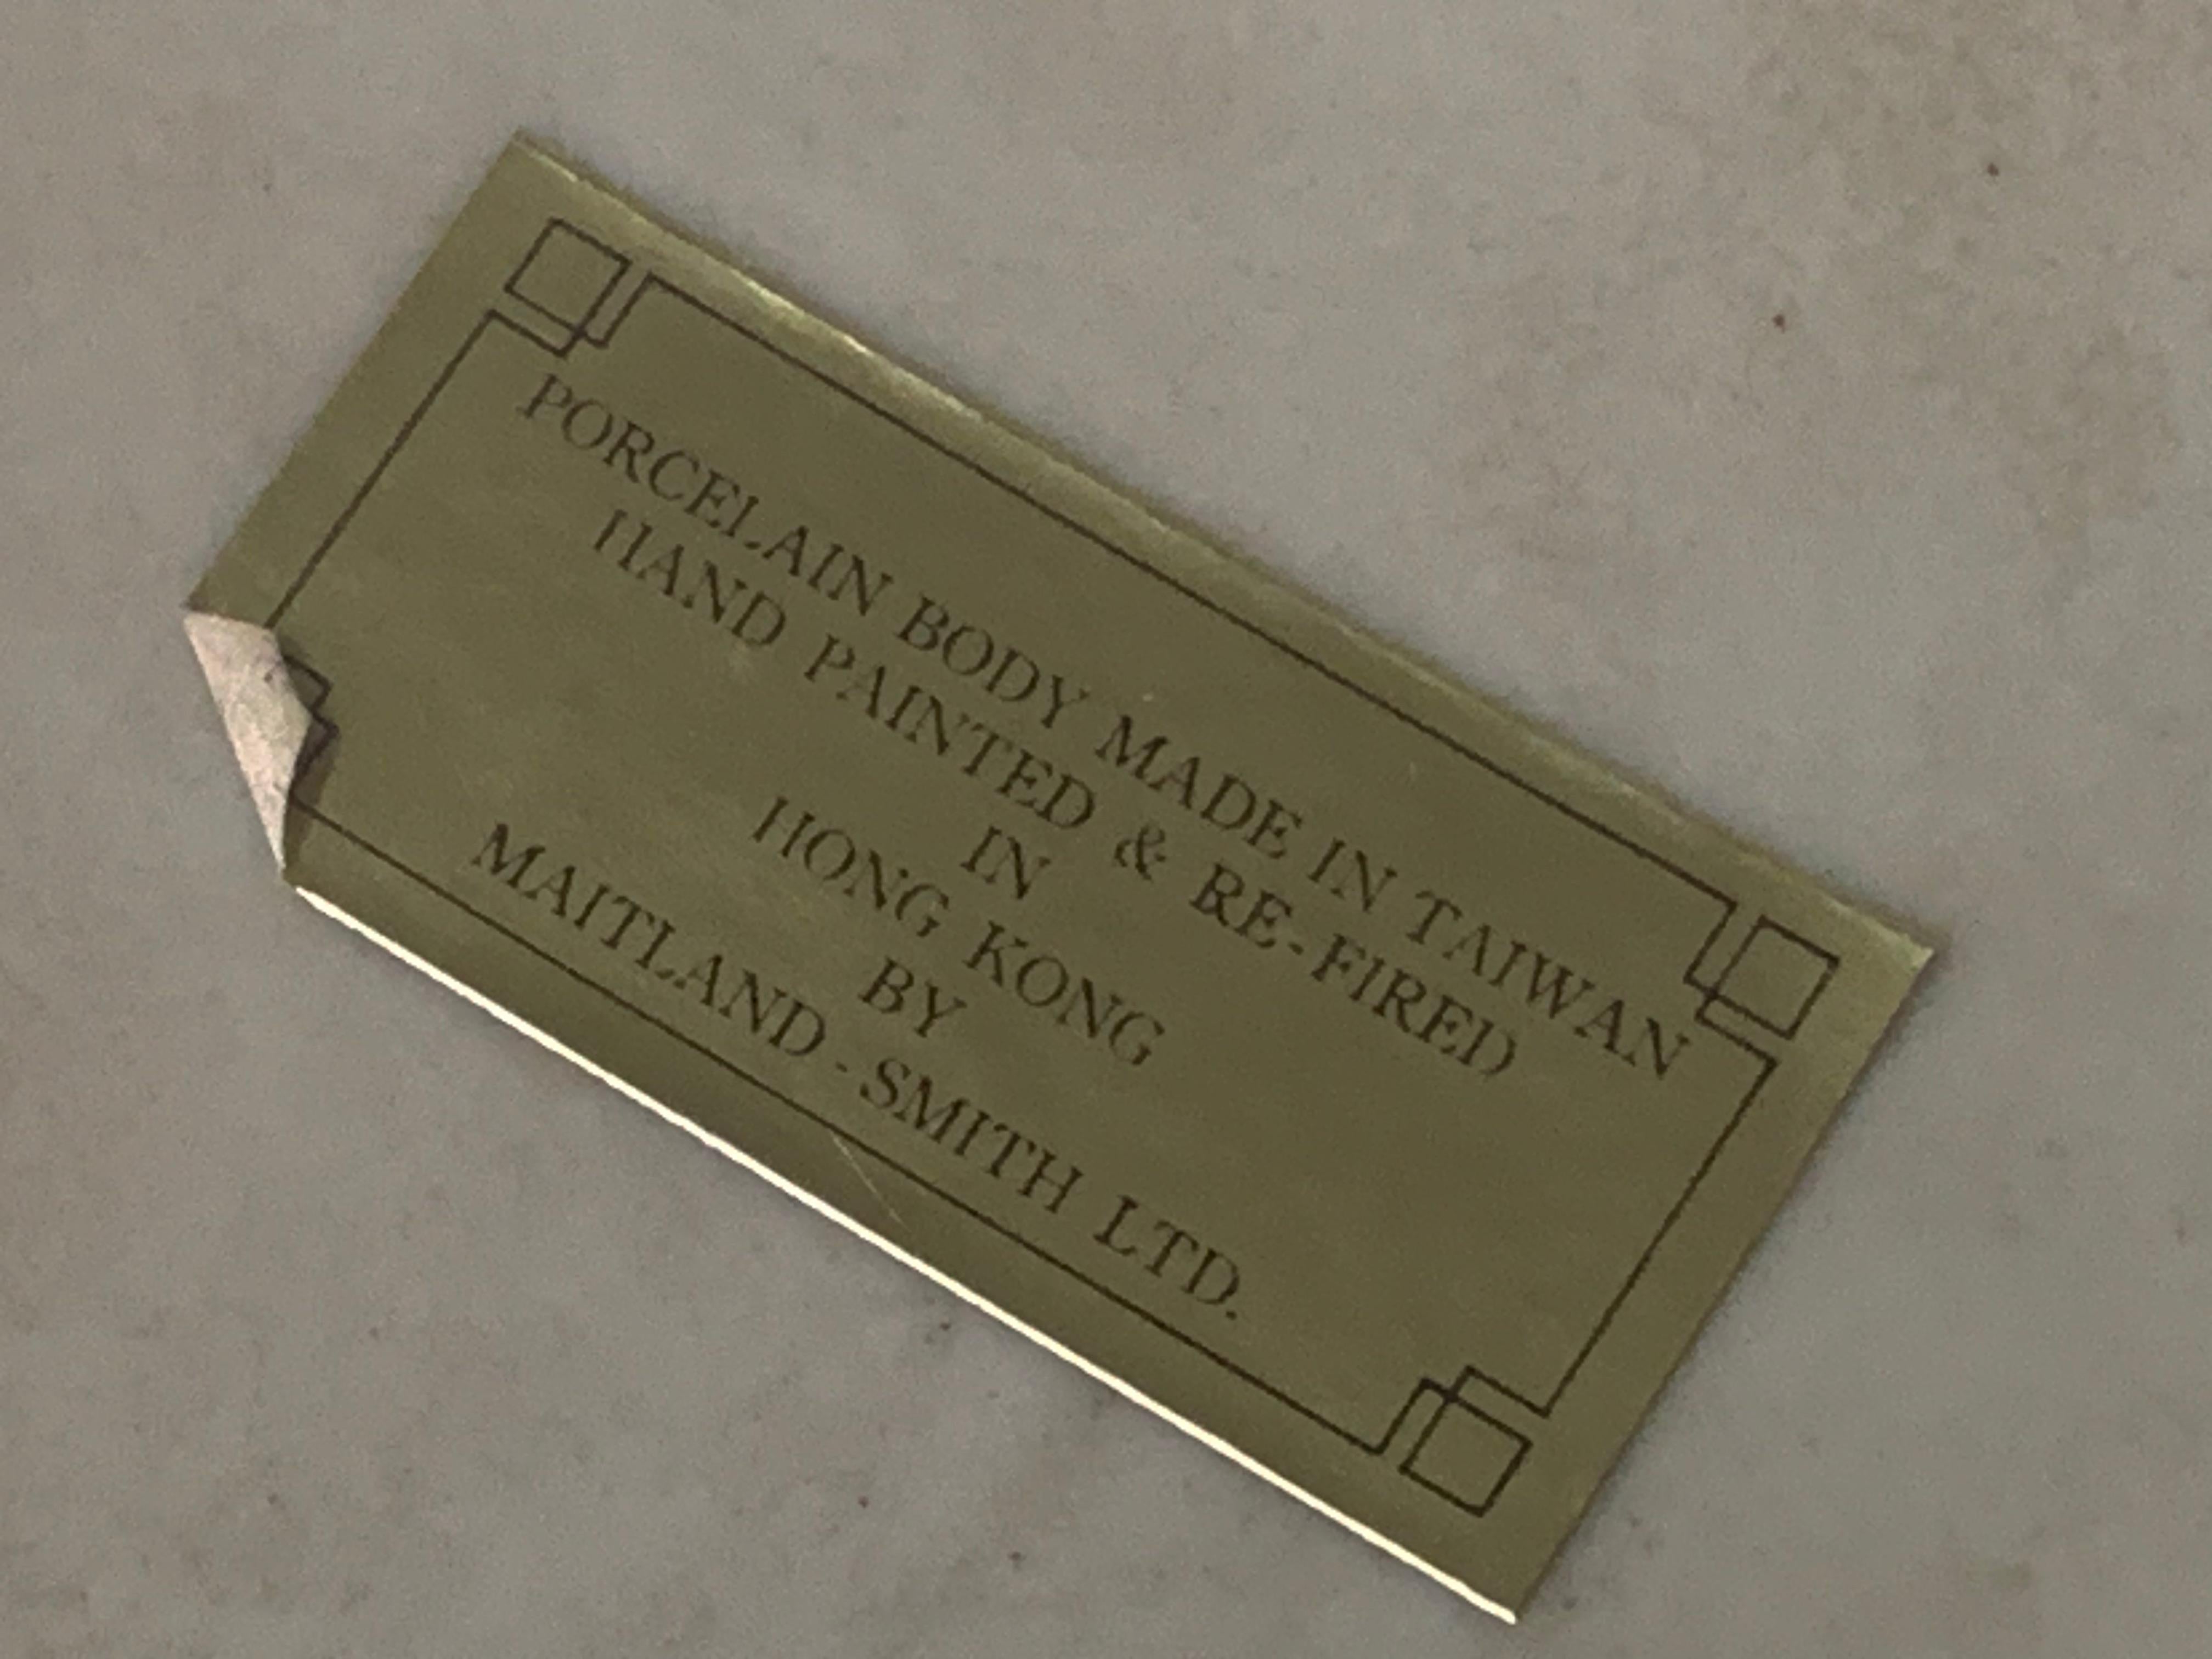 PORCELAIN BODY MADE IN TAIWAN
HAND PAINTED & RE-FIRED
IN
HONG KONG
BY
MAITLAND-SMITH LTD.